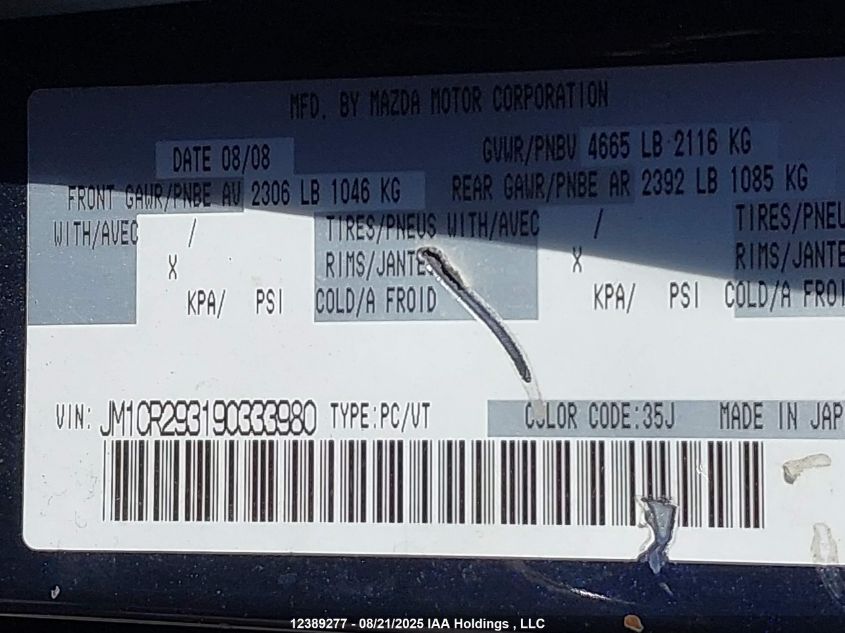 MFD. BY MAZDA MOTOR CORPORATION
DATE 08/08 GVWR/PNBV 4665 LB 2116 KG
FRONT GAWR/PNBE AV 2306 LB 1046 KG REAR GAWR/PNBE AR 2392 LB 1085 KG
WITH/AVEC / TIRES/PNEUS WITH/AVEC / TIRES/PNEU
X RIMS/JANTE X RIMS/JANTE
KPA/ PSI COLD/A FROID KPA/ PSI COLD/A FROI
VIN: JM1CR293190333980 TYPE:PC/VT COLOR CODE:35J MADE IN JAP
12389277 - 08/21/2025 IAA Holdings , LLC